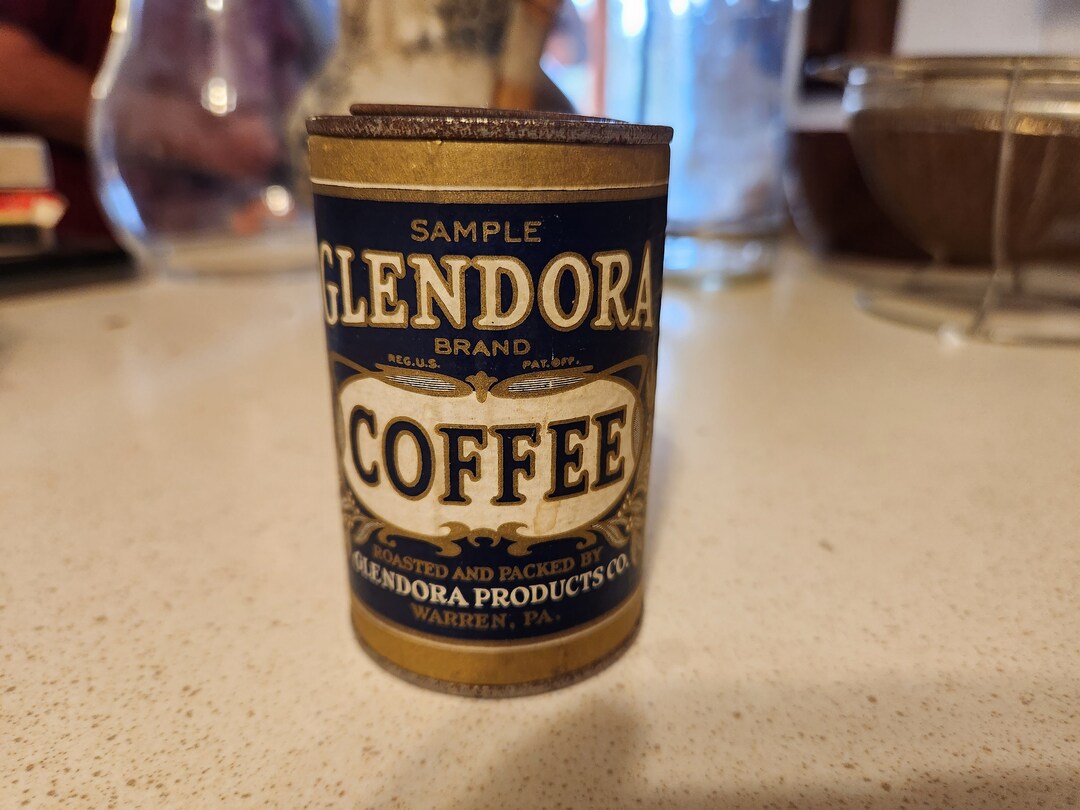 SAMPLE
GLENDORA
BRAND
REG.U.S. PAT.OFF.
COFFEE
ROASTED AND PACKED BY
GLENDORA PRODUCTS CO.
WARREN, PA.